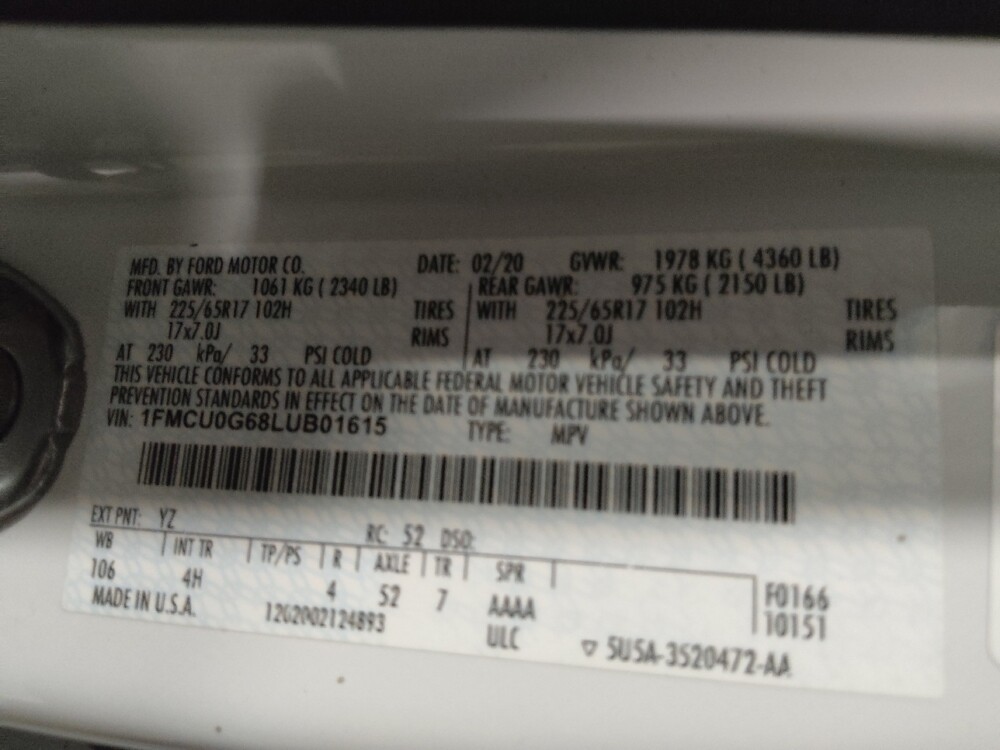 MFD. BY FORD MOTOR CO. DATE: 02/20 GVWR: 1978 KG ( 4360 LB)
FRONT GAWR: 1061 KG ( 2340 LB) REAR GAWR: 975 KG ( 2150 LB)
WITH 225/65R17 102H TIRES WITH 225/65R17 102H TIRES
17x7.0J RIMS 17x7.0J RIMS
AT 230 kPa/ 33 PSI COLD AT 230 kPa/ 33 PSI COLD
THIS VEHICLE CONFORMS TO ALL APPLICABLE FEDERAL MOTOR VEHICLE SAFETY AND THEFT
PREVENTION STANDARDS IN EFFECT ON THE DATE OF MANUFACTURE SHOWN ABOVE.
VIN: 1FMCU0G68LUB01615 TYPE: MPV
EXT PNT: YZ RC: 52 DSO:
WB INT TR TP/PS R AXLE TR SPR
106 4H 4 52 7 AAAA F0166
MADE IN U.S.A. 12G2002124893 ULC 10151
▽ 5U5A-3520472-AA